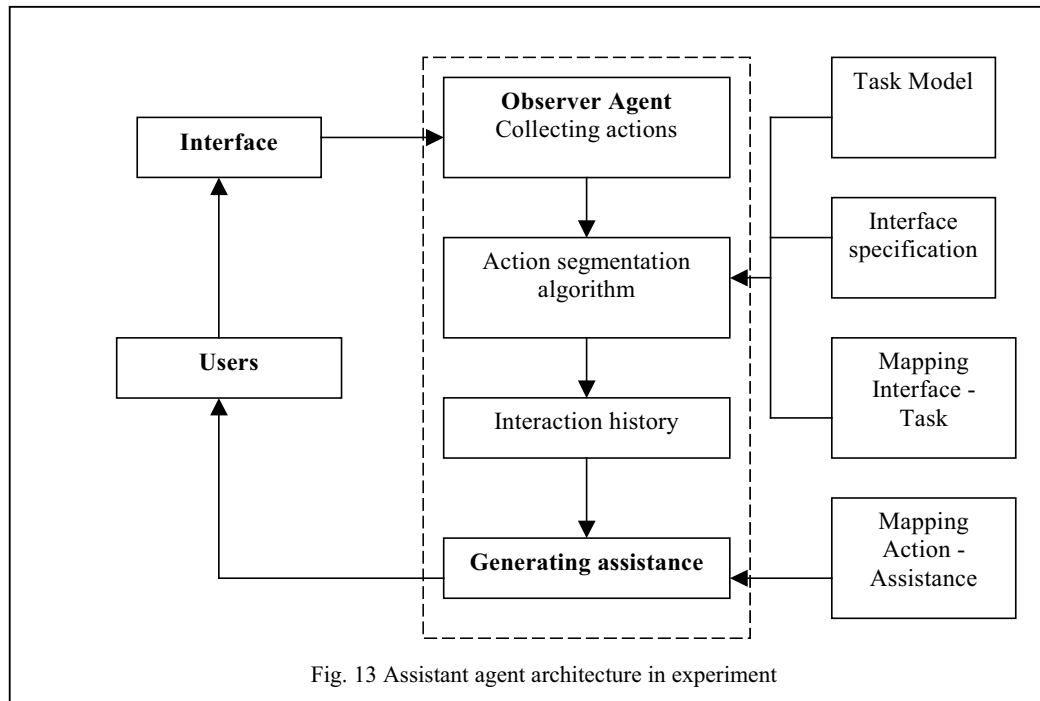 Observer Agent
Collecting actions
Task Model
Interface
Interface
specification
Action segmentation
algorithm
Users
Mapping
Interface -
Task
Interaction history
Generating assistance
Mapping
Action -
Assistance
Fig. 13 Assistant agent architecture in experiment